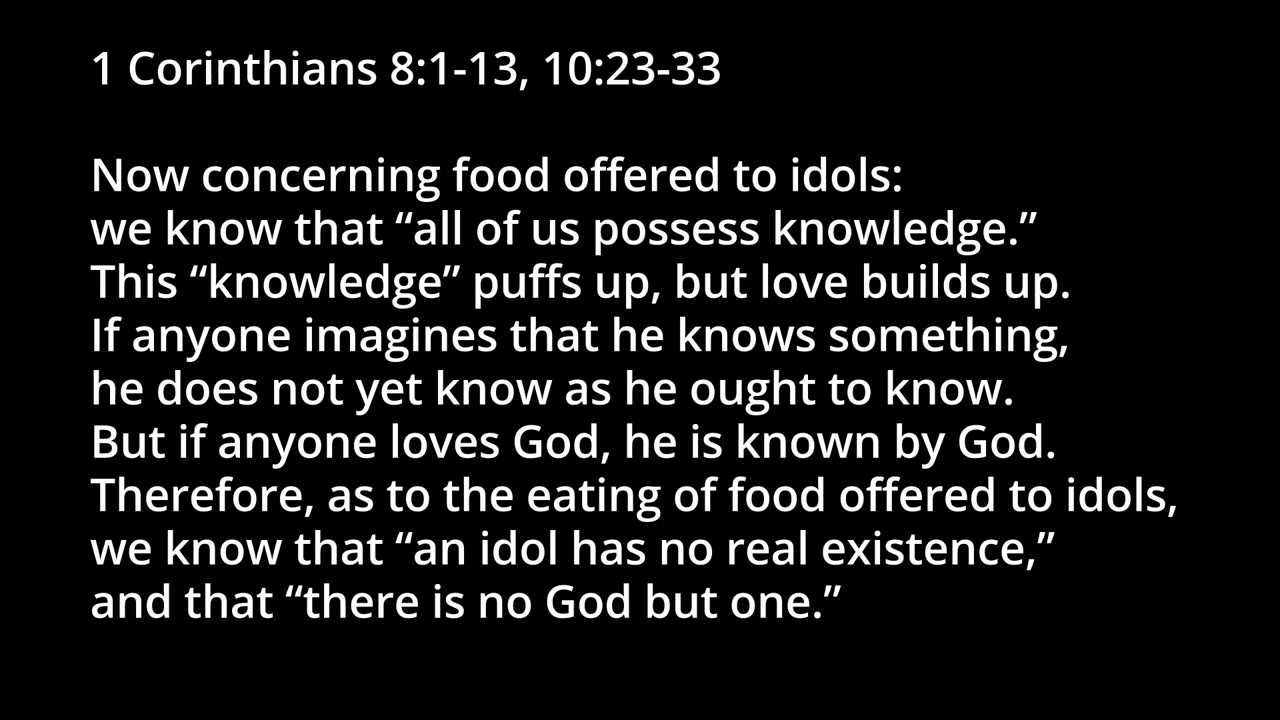 1 Corinthians 8:1-13, 10:23-33
Now concerning food offered to idols:
we know that “all of us possess knowledge.”
This “knowledge” puffs up, but love builds up.
If anyone imagines that he knows something,
he does not yet know as he ought to know.
But if anyone loves God, he is known by God.
Therefore, as to the eating of food offered to idols,
we know that “an idol has no real existence,”
and that “there is no God but one.”